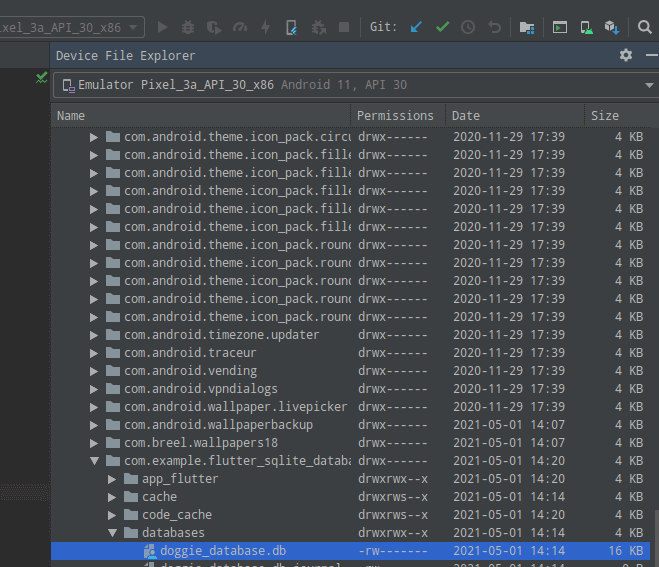 ixel_3a_API_30_x86 Git:
Device File Explorer
Emulator Pixel_3a_API_30_x86 Android 11, API 30
Name Permissions Date Size
com.android.theme.icon_pack.circu drwx------ 2020-11-29 17:39 4 KB
com.android.theme.icon_pack.fille drwx------ 2020-11-29 17:39 4 KB
com.android.theme.icon_pack.fille drwx------ 2020-11-29 17:39 4 KB
com.android.theme.icon_pack.fille drwx------ 2020-11-29 17:39 4 KB
com.android.theme.icon_pack.fille drwx------ 2020-11-29 17:39 4 KB
com.android.theme.icon_pack.fille drwx------ 2020-11-29 17:39 4 KB
com.android.theme.icon_pack.round drwx------ 2020-11-29 17:39 4 KB
com.android.theme.icon_pack.round drwx------ 2020-11-29 17:39 4 KB
com.android.theme.icon_pack.round drwx------ 2020-11-29 17:39 4 KB
com.android.theme.icon_pack.round drwx------ 2020-11-29 17:39 4 KB
com.android.theme.icon_pack.round drwx------ 2020-11-29 17:39 4 KB
com.android.timezone.updater drwx------ 2020-11-29 17:39 4 KB
com.android.traceur drwx------ 2020-11-29 17:39 4 KB
com.android.vending drwx------ 2020-11-29 17:39 4 KB
com.android.vpndialogs drwx------ 2020-11-29 17:39 4 KB
com.android.wallpaper.livepicker drwx------ 2020-11-29 17:39 4 KB
com.android.wallpaperbackup drwx------ 2021-05-01 14:07 4 KB
com.breel.wallpapers18 drwx------ 2021-05-01 14:07 4 KB
com.example.flutter_sqlite_databa drwx------ 2021-05-01 14:20 4 KB
app_flutter drwxrwx--x 2021-05-01 14:20 4 KB
cache drwxrws--x 2021-05-01 14:14 4 KB
code_cache drwxrws--x 2021-05-01 14:20 4 KB
databases drwxrwx--x 2021-05-01 14:14 4 KB
doggie_database.db -rw------- 2021-05-01 14:14 16 KB